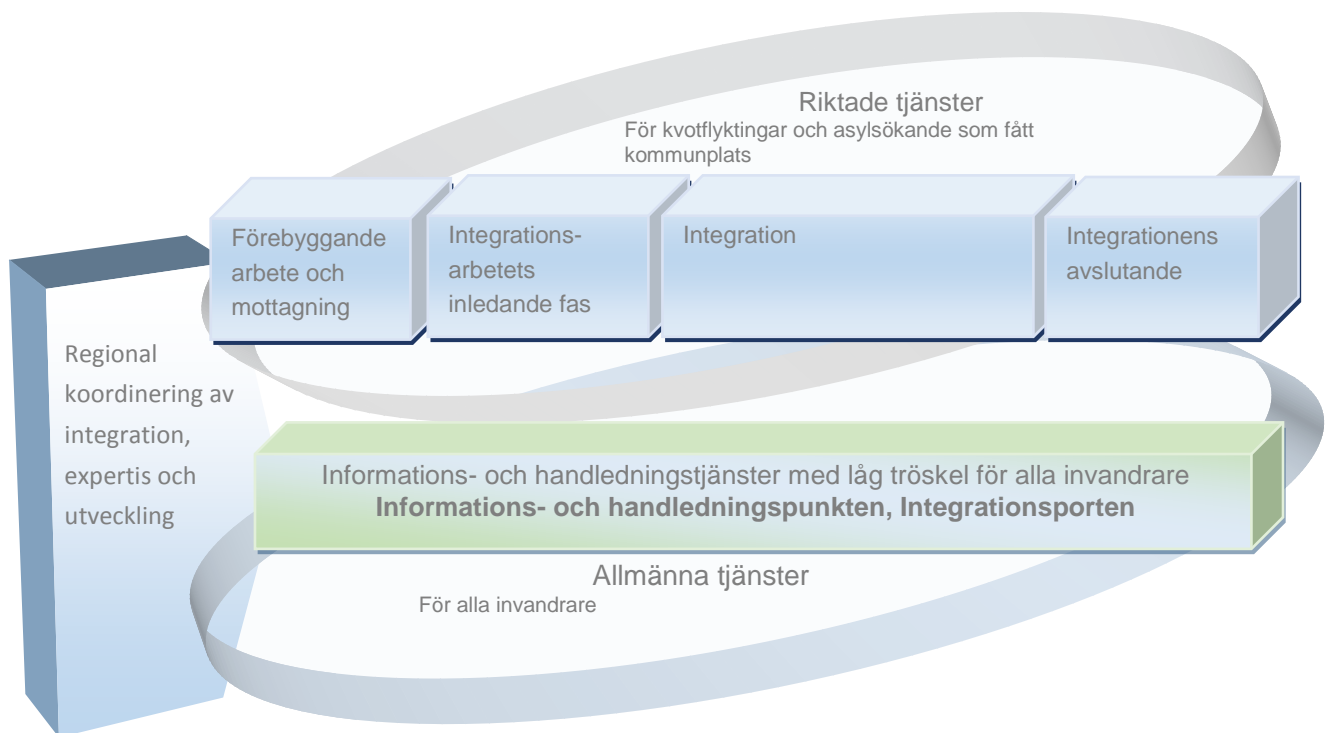 Riktade tjänster
För kvotflyktingar och asylsökande som fått
kommunplats
Förebyggande
arbete och
mottagning
Integrations-
arbetets
inledande fas
Integration
Integrationens
avslutande
Regional
koordinering av
integration,
expertis och
utveckling
Informations- och handledningstjänster med låg tröskel för alla invandrare
Informations- och handledningspunkten, Integrationsporten
Allmänna tjänster
För alla invandrare